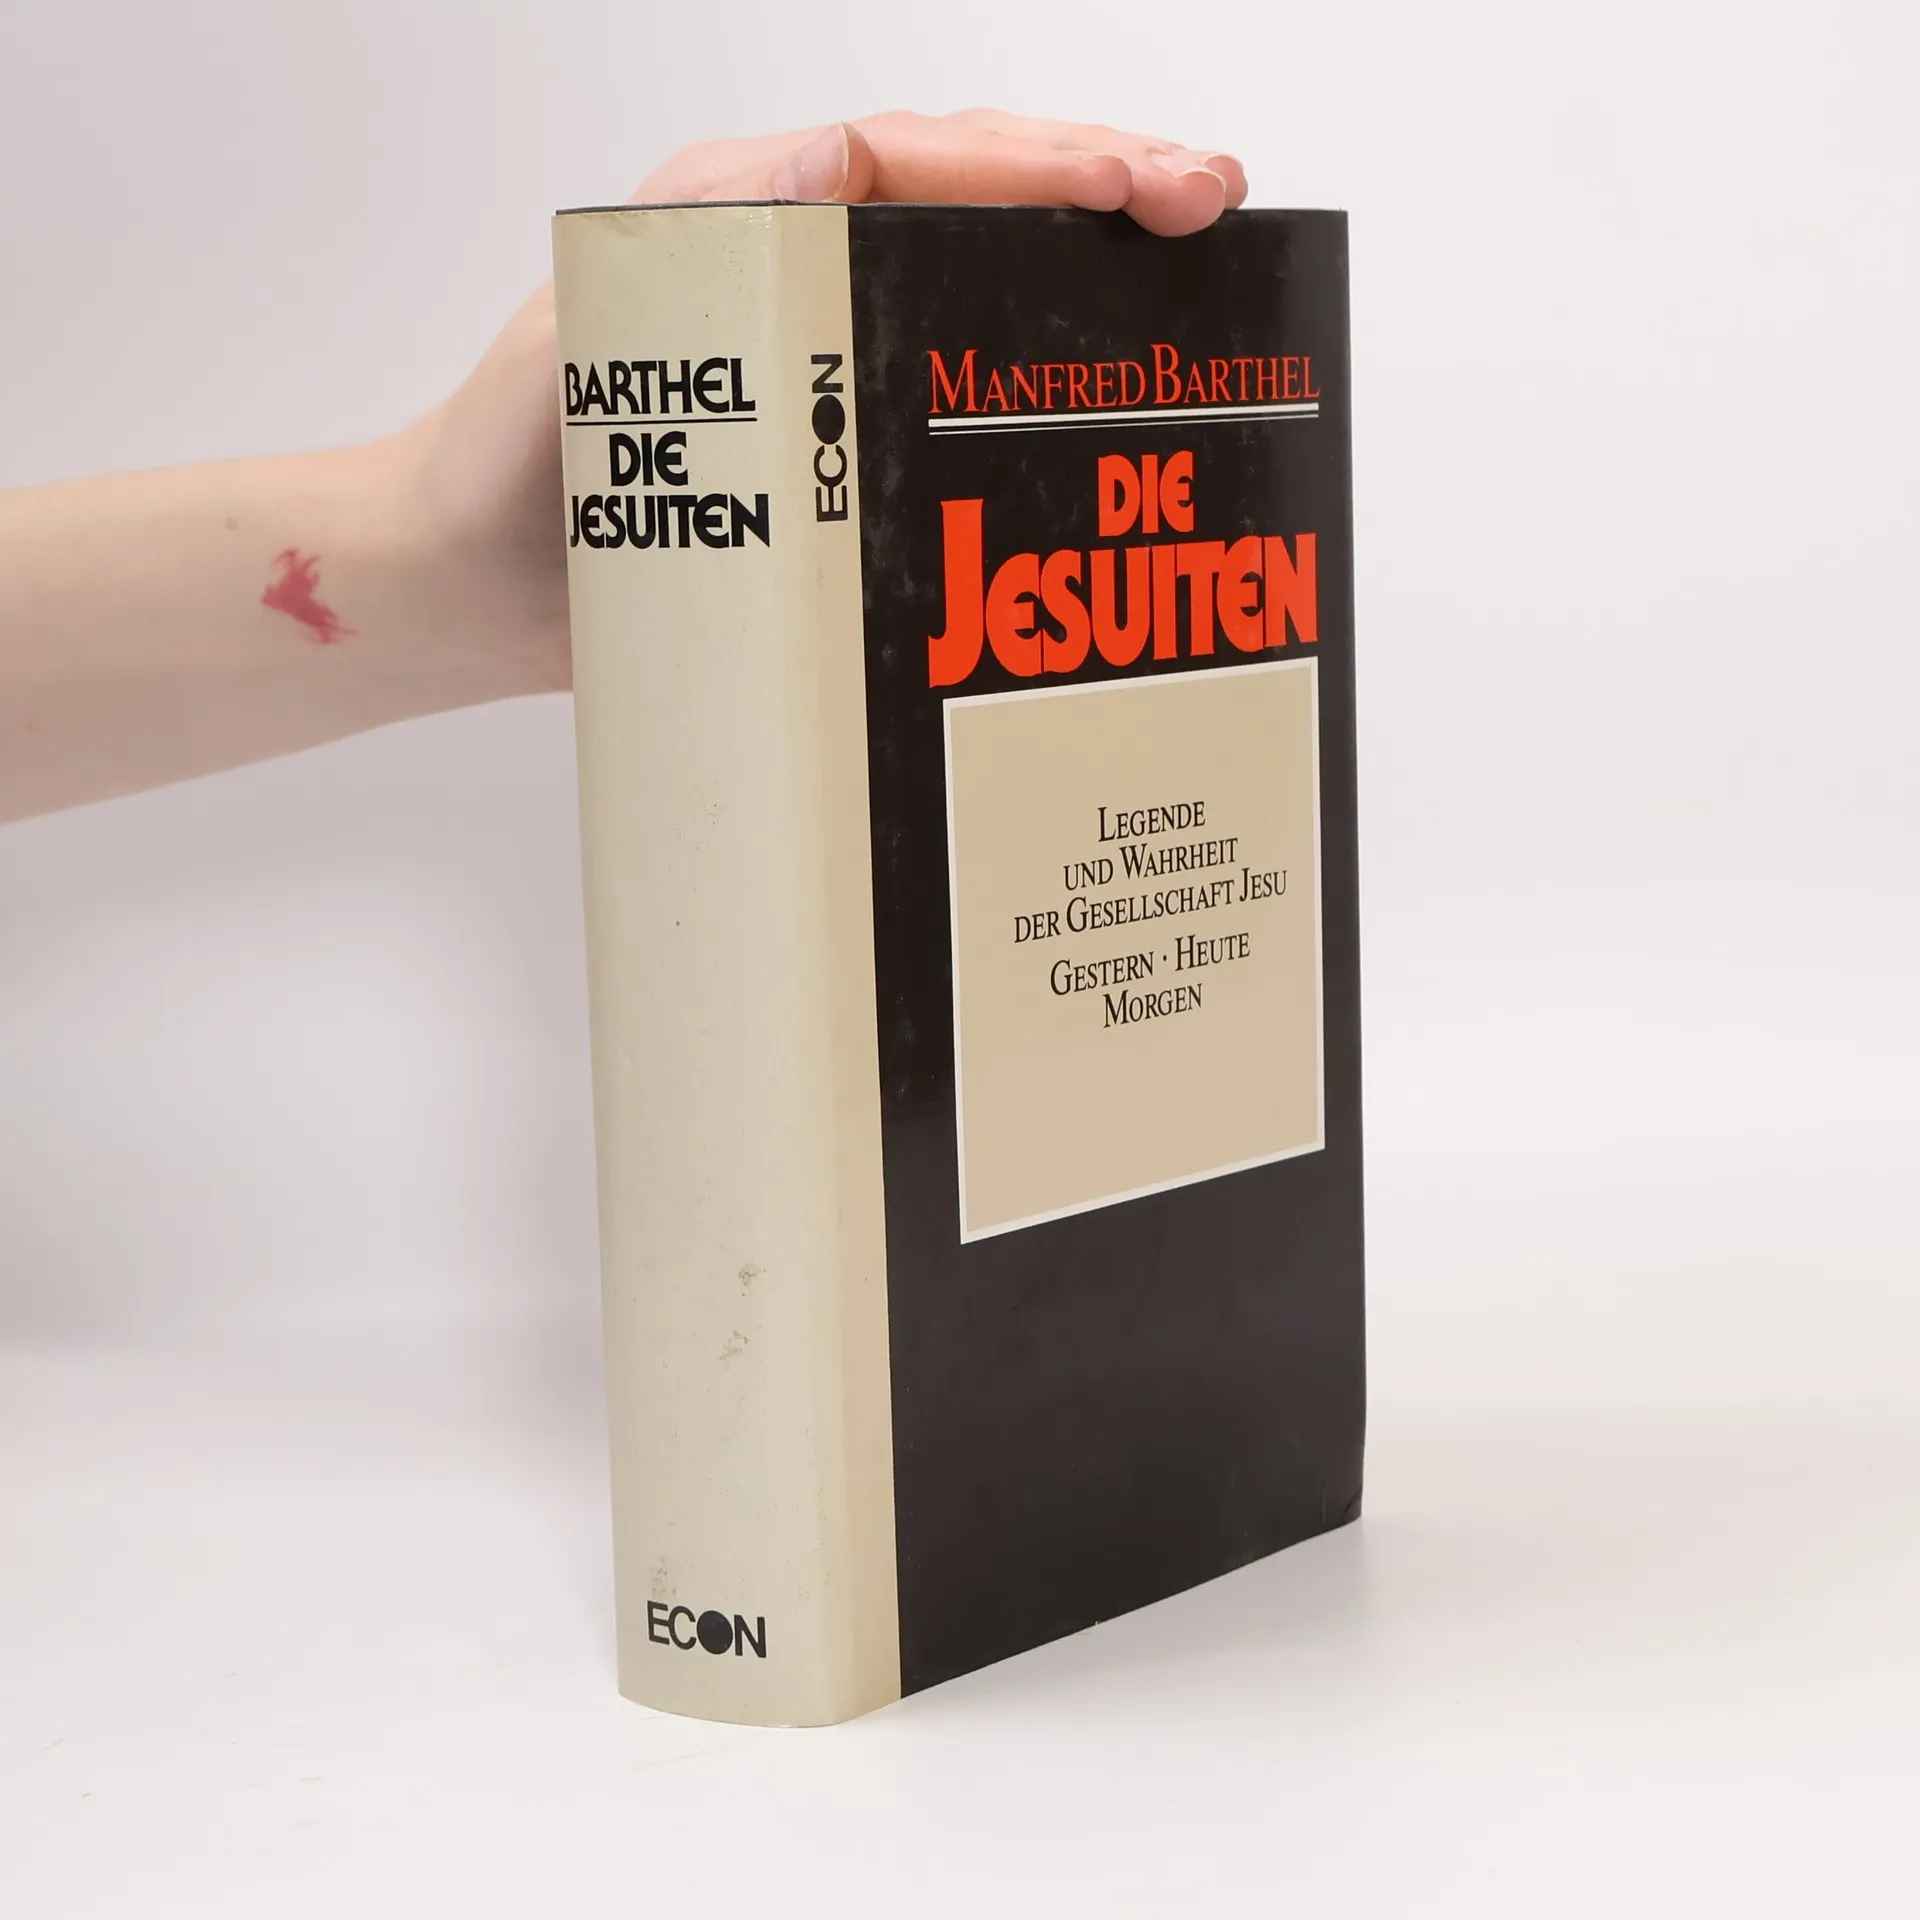 BARTHEL
DIE
JESUITEN
ECON
ECON
MANFRED BARTHEL
DIE
JESUITEN
LEGENDE
UND WAHRHEIT
DER GESELLSCHAFT JESU
GESTERN · HEUTE
MORGEN